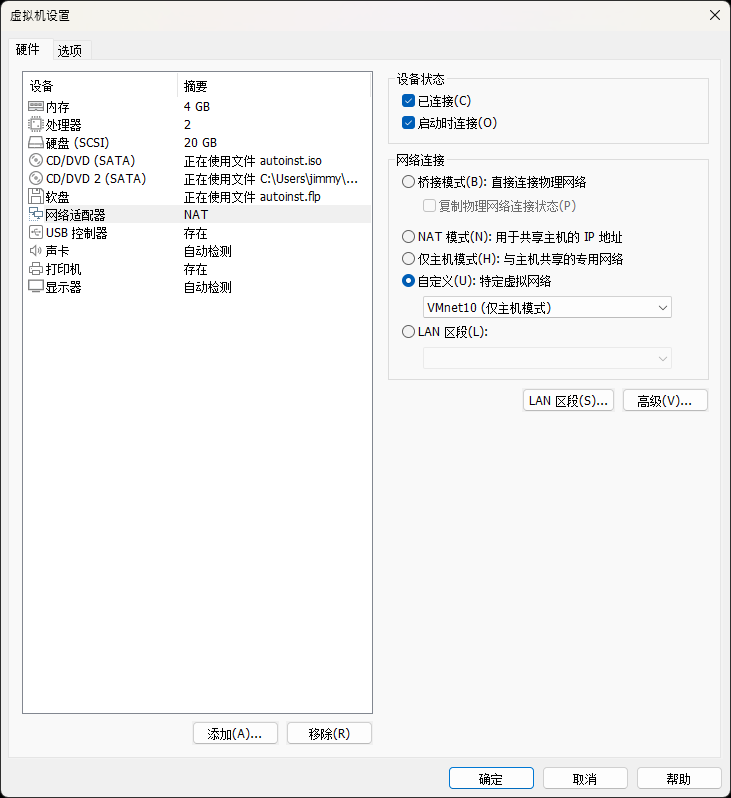 虚拟机设置
硬件 选项
设备 摘要
内存 4 GB
处理器 2
硬盘 (SCSI) 20 GB
CD/DVD (SATA) 正在使用文件 autoinst.iso
CD/DVD 2 (SATA) 正在使用文件 C:\Users\jimmy\...
软盘 正在使用文件 autoinst.flp
网络适配器 NAT
USB 控制器 存在
声卡 自动检测
打印机 存在
显示器 自动检测
添加(A)... 移除(R)
设备状态
已连接(C)
启动时连接(O)
网络连接
桥接模式(B): 直接连接物理网络
复制物理网络连接状态(P)
NAT 模式(N): 用于共享主机的 IP 地址
仅主机模式(H): 与主机共享的专用网络
自定义(U): 特定虚拟网络
VMnet10 (仅主机模式)
LAN 区段(L):
LAN 区段(S)... 高级(V)...
确定 取消 帮助